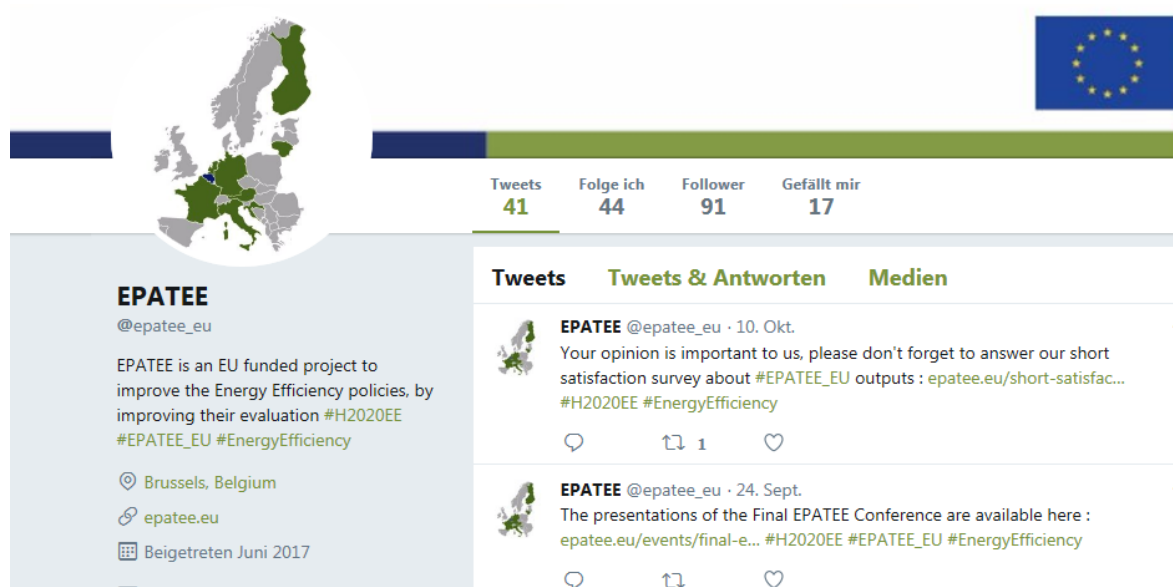 Tweets Folge ich Follower Gefällt mir
41 44 91 17
EPATEE
@epatee_eu
EPATEE is an EU funded project to
improve the Energy Efficiency policies, by
improving their evaluation #H2020EE
#EPATEE_EU #EnergyEfficiency
Brussels, Belgium
epatee.eu
Beigetreten Juni 2017
Tweets Tweets & Antworten Medien
EPATEE @epatee_eu · 10. Okt.
Your opinion is important to us, please don't forget to answer our short
satisfaction survey about #EPATEE_EU outputs : epatee.eu/short-satisfac...
#H2020EE #EnergyEfficiency
1
EPATEE @epatee_eu · 24. Sept.
The presentations of the Final EPATEE Conference are available here :
epatee.eu/events/final-e... #H2020EE #EPATEE_EU #EnergyEfficiency